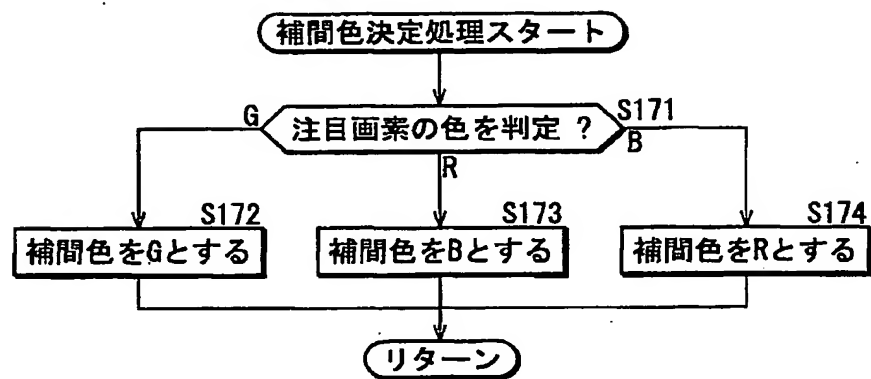 補間色決定処理スタート
S171
G
注目画素の色を判定 ?
B
R
S172
S173
S174
補間色をGとする
補間色をBとする
補間色をRとする
リターン